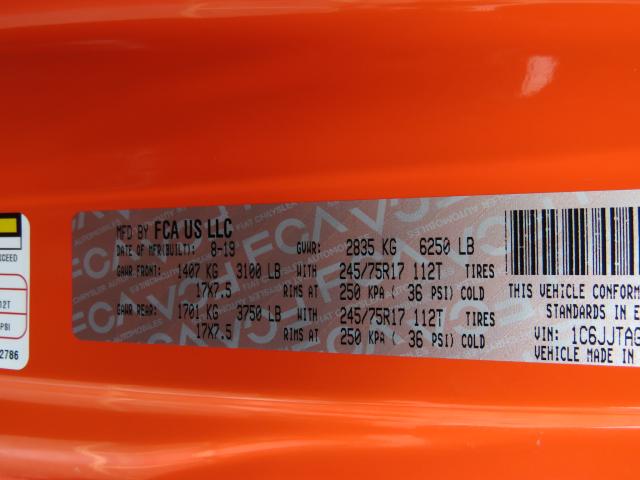 MFD BY FCA US LLC
DATE OF MFR(BUILT): 8-19 GVWR: 2835 KG 6250 LB
GAWR FRONT: 1407 KG 3100 LB WITH 245/75R17 112T TIRES
17X7.5 RIMS AT 250 KPA ( 36 PSI) COLD
GAWR REAR: 1701 KG 3750 LB WITH 245/75R17 112T TIRES
17X7.5 RIMS AT 250 KPA ( 36 PSI) COLD
THIS VEHICLE CONFORM
STANDARDS IN E
VIN: 1C6JJTAG
VEHICLE MADE IN
XCEED
12T
PSI
2786